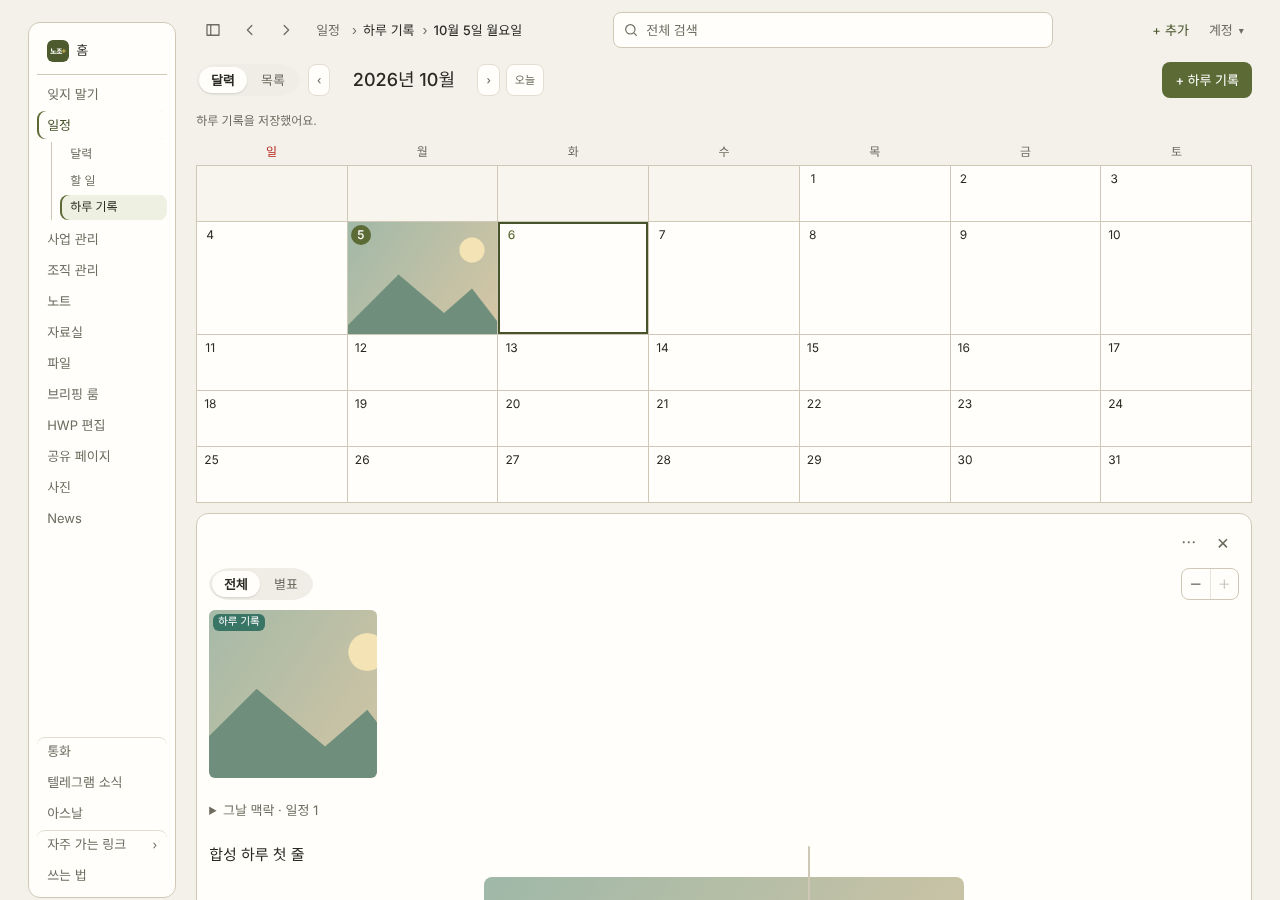 노조+ 홈
잊지 말기
일정
달력
할 일
하루 기록
사업 관리
조직 관리
노트
자료실
파일
브리핑 룸
HWP 편집
공유 페이지
사진
News
통화
텔레그램 소식
아스날
자주 가는 링크 ›
쓰는 법
일정 › 하루 기록 › 10월 5일 월요일
전체 검색
+ 추가 계정 ▾
달력 목록 ‹ 2026년 10월 › 오늘
+ 하루 기록
하루 기록을 저장했어요.
일 월 화 수 목 금 토
1 2 3
4 5 6 7 8 9 10
11 12 13 14 15 16 17
18 19 20 21 22 23 24
25 26 27 28 29 30 31
… ✕
전체 별표
− +
하루 기록
▶ 그날 맥락 · 일정 1
합성 하루 첫 줄